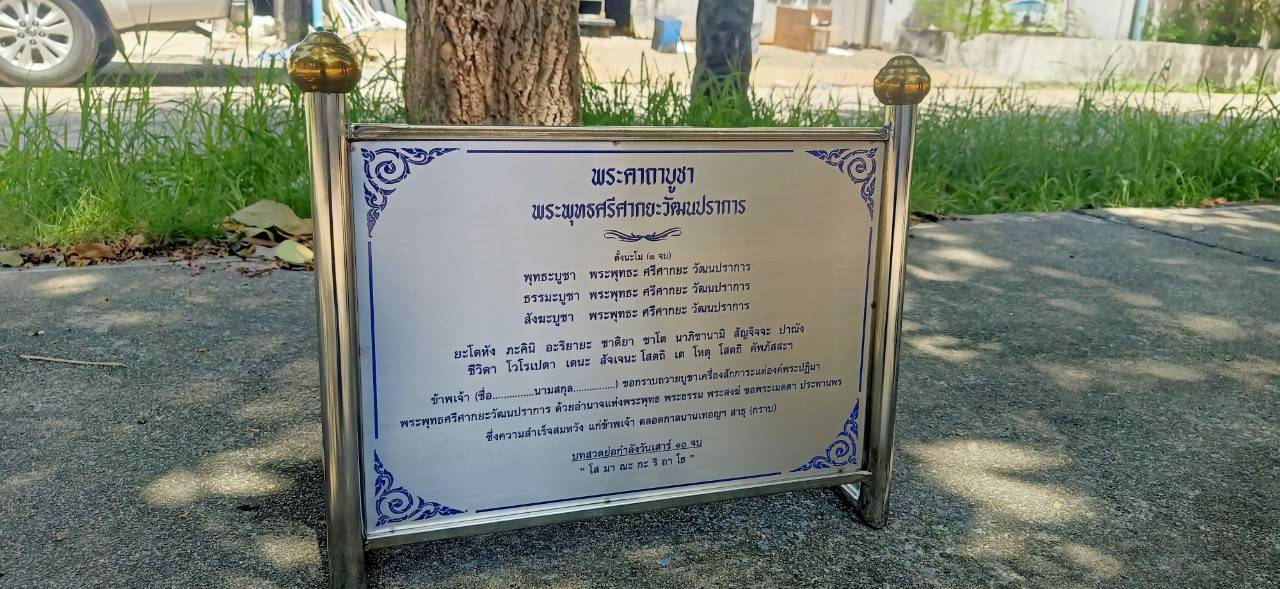 พระคาถาบูชา
พระพุทธศรีศากยะวัฒนปราการ
ตั้งนะโม (๓ จบ)
พุทธะบูชา พระพุทธะ ศรีศากยะ วัฒนปราการ
ธรรมะบูชา พระพุทธะ ศรีศากยะ วัฒนปราการ
สังฆะบูชา พระพุทธะ ศรีศากยะ วัฒนปราการ
ยะโตหัง ภะคินิ อะริยายะ ชาติยา ชาโต นาภิชานามิ สัญจิจจะ ปาณัง
ชีวิตา โวโรเปตา เตนะ สัจเจนะ โสตถิ เต โหตุ โสตถิ คัพภัสสะฯ
ข้าพเจ้า (ชื่อ...............นามสกุล...............) ขอกราบถวายบูชาเครื่องสักการะแด่องค์พระปฏิมา
พระพุทธศรีศากยะวัฒนปราการ ด้วยอำนาจแห่งพระพุทธ พระธรรม พระสงฆ์ ขอพระเมตตา ประทานพร
ซึ่งความสำเร็จสมหวัง แก่ข้าพเจ้า ตลอดกาลนานเทอญฯ สาธุ (กราบ)
บทสวดย่อกำลังวันเสาร์ ๑๐ จบ
“ โส มา ณะ กะ ริ ถา โธ ”